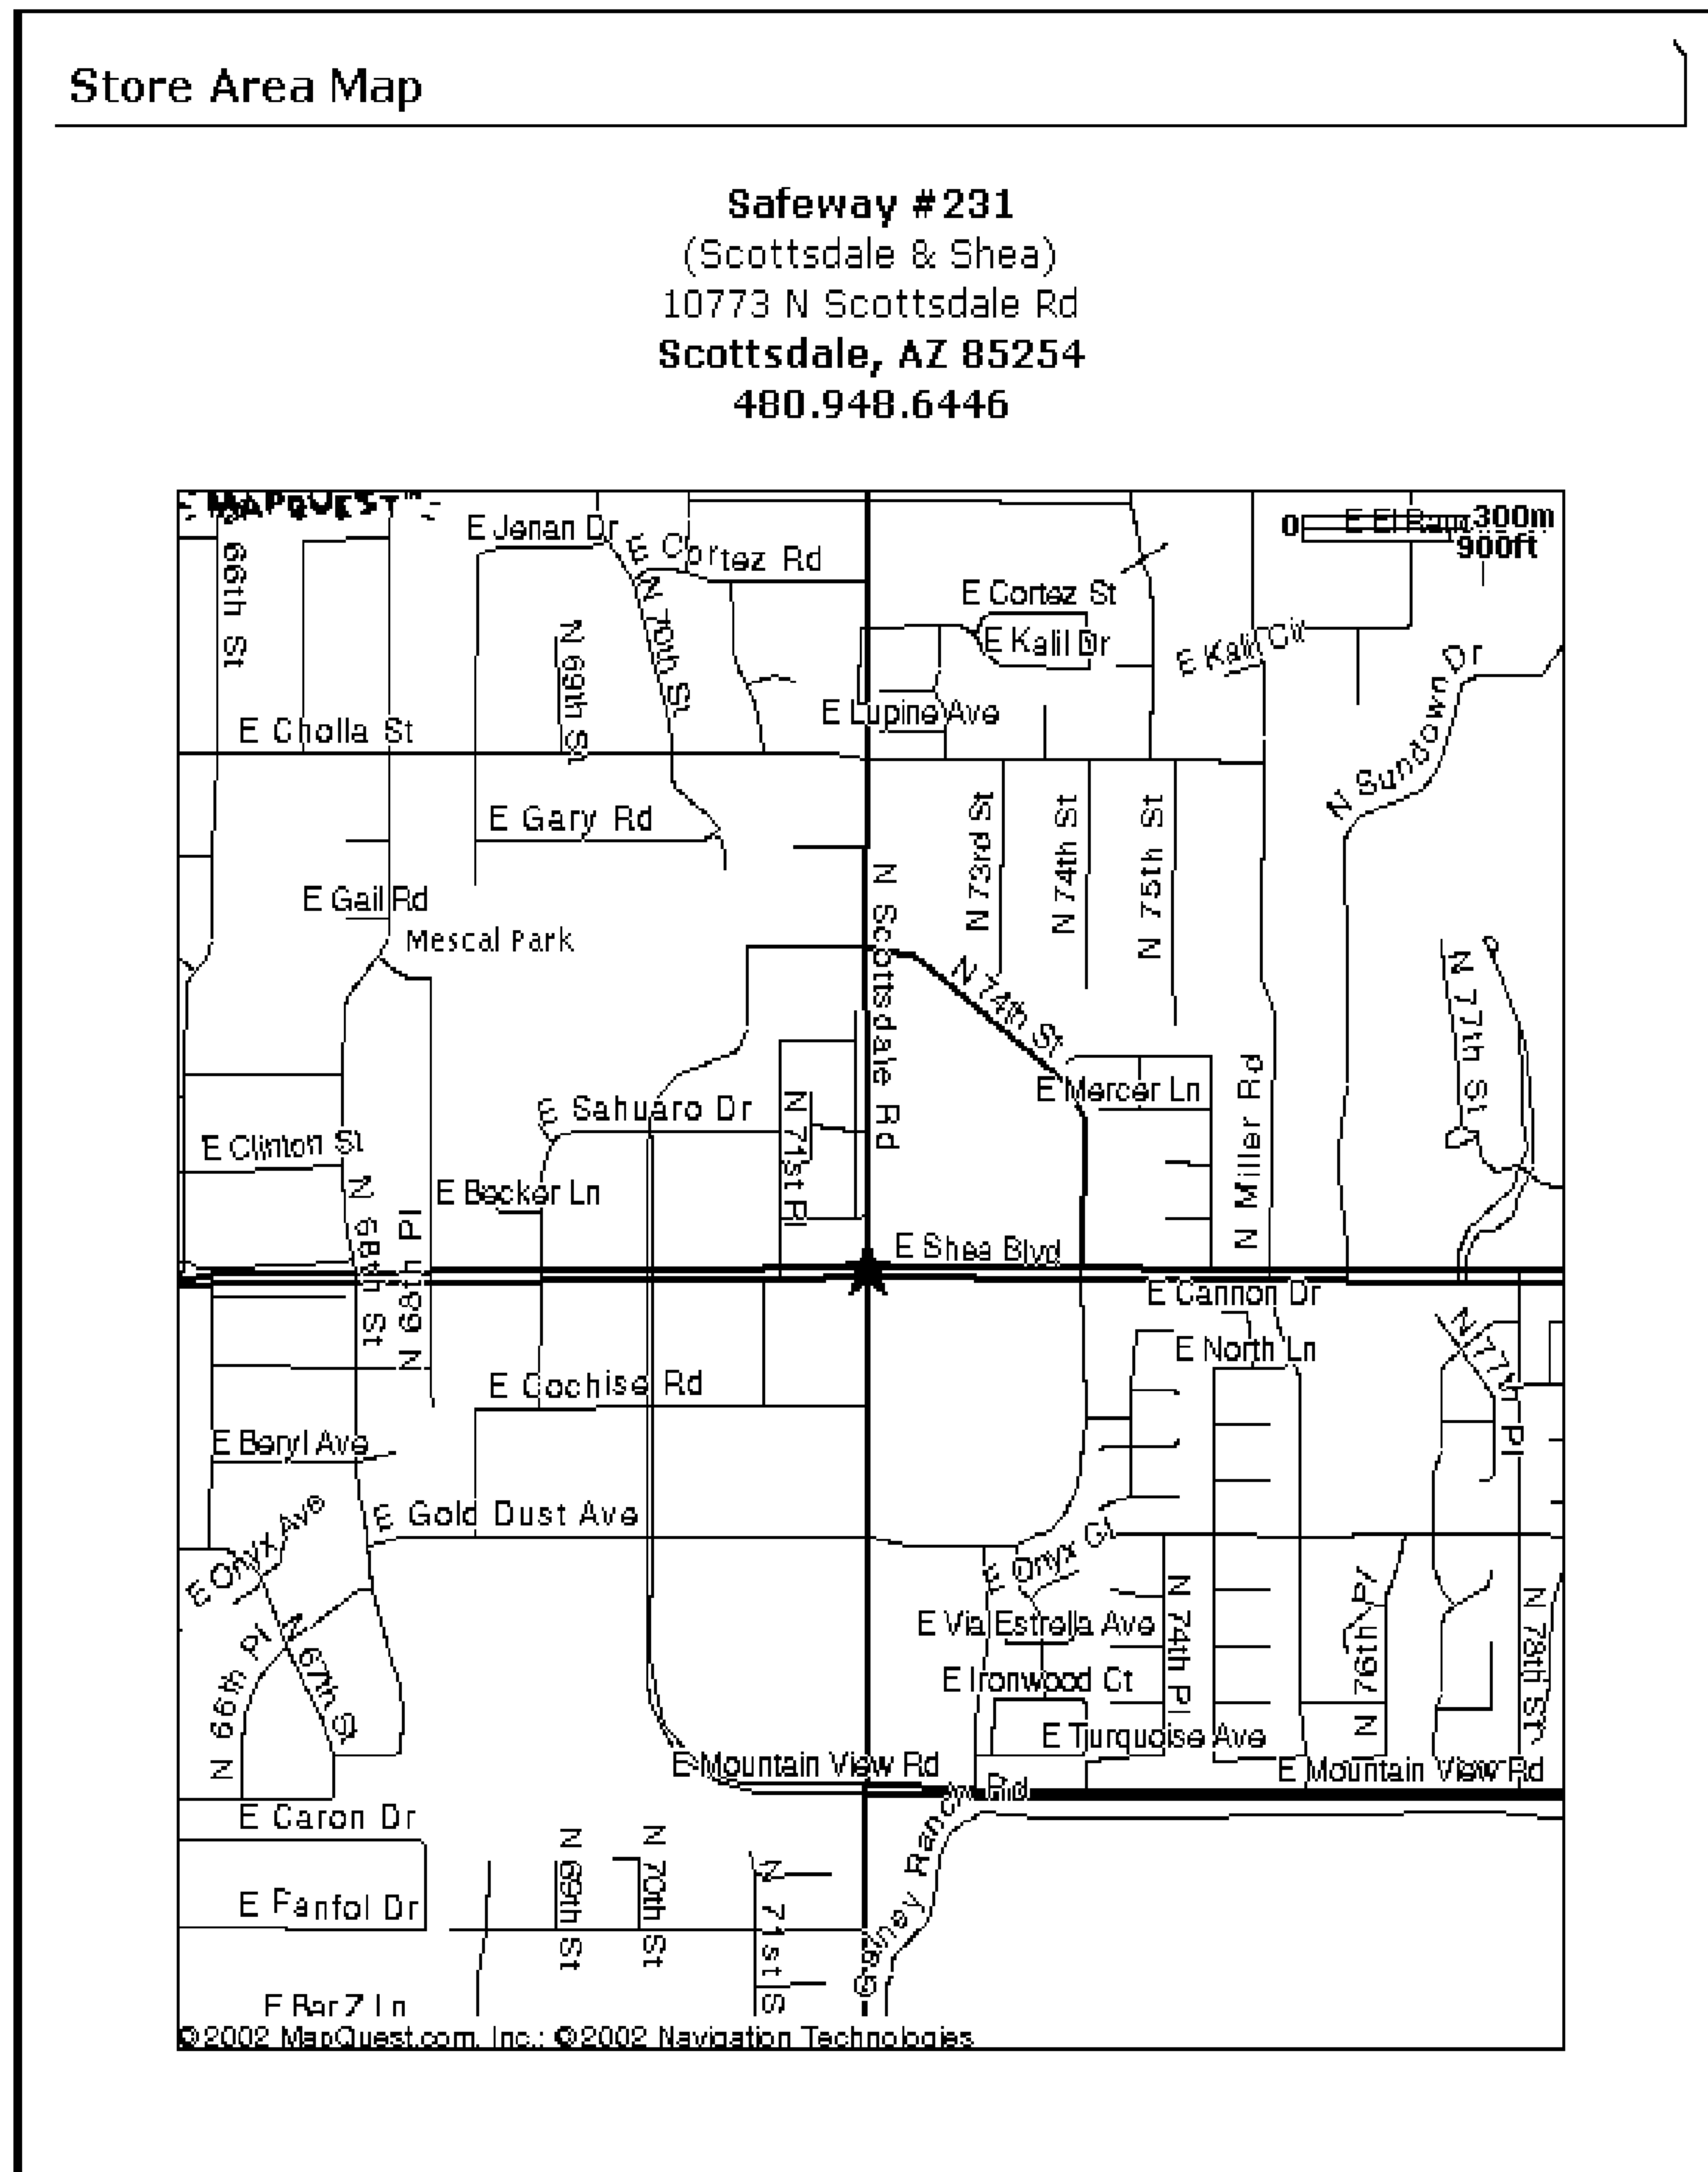 Store Area Map
Safeway #231
(Scottsdale & Shea)
10773 N Scottsdale Rd
Scottsdale, AZ 85254
480.948.6446
MAPQUEST™
0 300m
900ft
E Jenan Dr
E Cortez Rd
66th St
N 70th St
N 69th St
E Cortez St
E Kalil Dr
E Kalil Cir
N Sundown Dr
E Lupine Ave
E Cholla St
E Gary Rd
N 73rd St
N 74th St
N 75th St
E Gail Rd
Mescal Park
N Scottsdale Rd
N 74th St
N 77th St
E Mercer Ln
N Miller Rd
E Sahuaro Dr
N 71st Pl
E Clinton St
E Becker Ln
N 68th St
N 68th Pl
E Shea Blvd
E Cannon Dr
E North Ln
N 77th Pl
E Cochise Rd
E Beryl Ave
E Gold Dust Ave
E Onyx Ave
E Onyx Ct
N 66th Pl
N 67th St
E Via Estrella Ave
N 74th Pl
N 76th Pl
N 78th St
E Ironwood Ct
E Turquoise Ave
E Mountain View Rd
E Mountain View Rd
Gainey Ranch Rd
E Caron Dr
N 69th St
N 70th St
N 71st S
E Fanfol Dr
E Bar Z Ln
©2002 MapQuest.com, Inc.; ©2002 Navigation Technologies